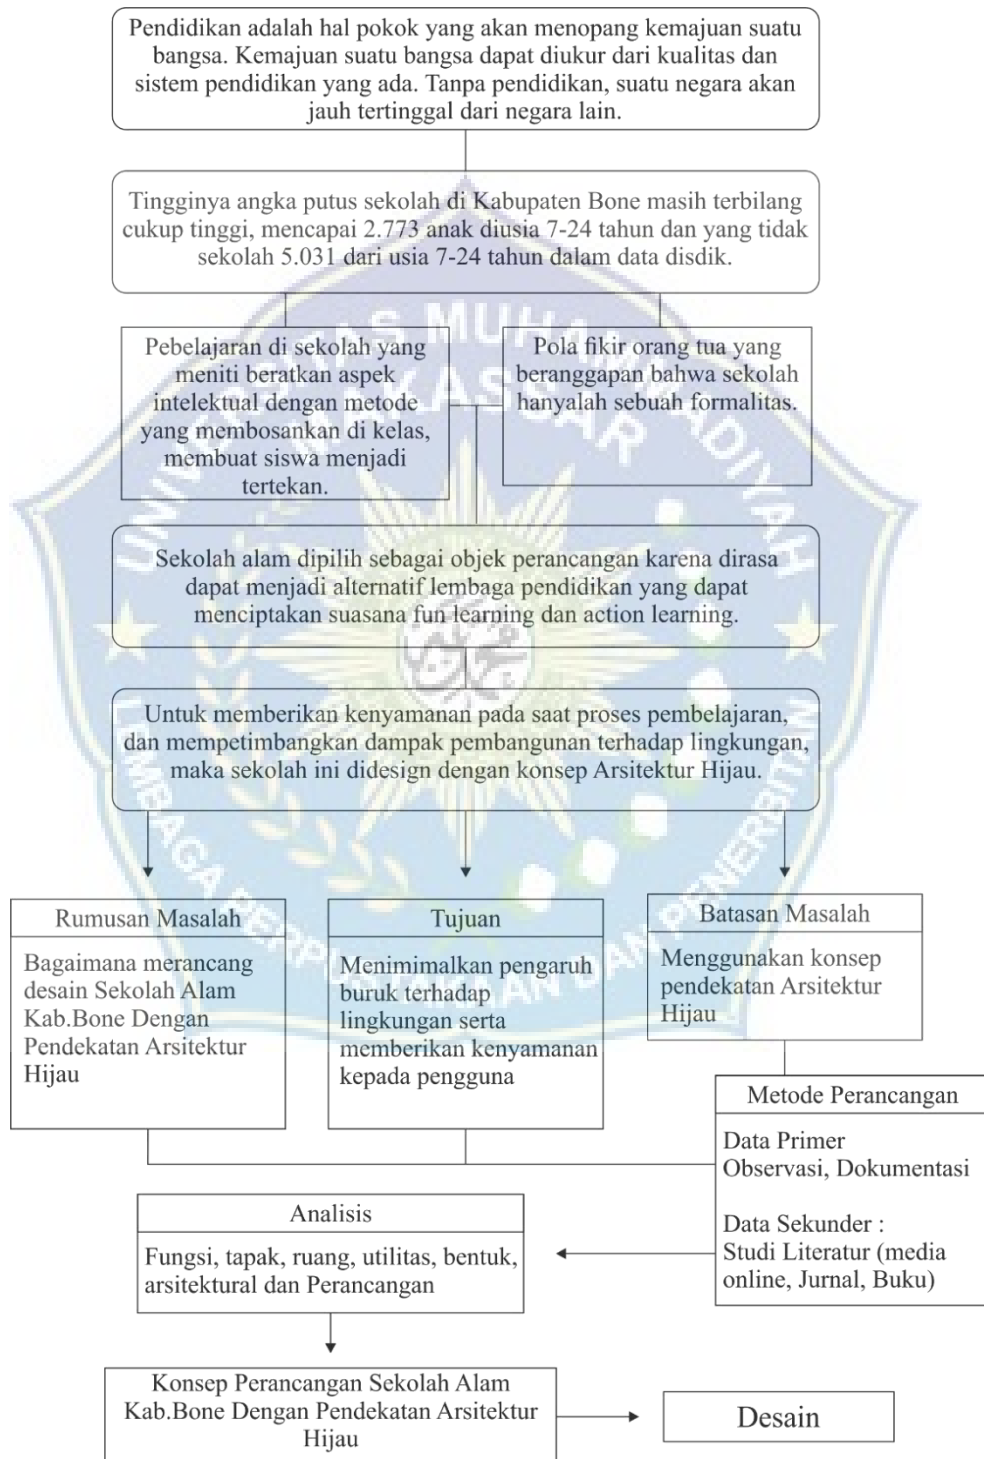 Pendidikan adalah hal pokok yang akan menopang kemajuan suatu
bangsa. Kemajuan suatu bangsa dapat diukur dari kualitas dan
sistem pendidikan yang ada. Tanpa pendidikan, suatu negara akan
jauh tertinggal dari negara lain.
Tingginya angka putus sekolah di Kabupaten Bone masih terbilang
cukup tinggi, mencapai 2.773 anak diusia 7-24 tahun dan yang tidak
sekolah 5.031 dari usia 7-24 tahun dalam data disdik.
Pebelajaran di sekolah yang
meniti beratkan aspek
intelektual dengan metode
yang membosankan di kelas,
membuat siswa menjadi
tertekan.
Pola fikir orang tua yang
beranggapan bahwa sekolah
hanyalah sebuah formalitas.
Sekolah alam dipilih sebagai objek perancangan karena dirasa
dapat menjadi alternatif lembaga pendidikan yang dapat
menciptakan suasana fun learning dan action learning.
Untuk memberikan kenyamanan pada saat proses pembelajaran,
dan mempetimbangkan dampak pembangunan terhadap lingkungan,
maka sekolah ini didesign dengan konsep Arsitektur Hijau.
Rumusan Masalah
Bagaimana merancang
desain Sekolah Alam
Kab.Bone Dengan
Pendekatan Arsitektur
Hijau
Tujuan
Menimimalkan pengaruh
buruk terhadap
lingkungan serta
memberikan kenyamanan
kepada pengguna
Batasan Masalah
Menggunakan konsep
pendekatan Arsitektur
Hijau
Metode Perancangan
Data Primer
Observasi, Dokumentasi
Data Sekunder :
Studi Literatur (media
online, Jurnal, Buku)
Analisis
Fungsi, tapak, ruang, utilitas, bentuk,
arsitektural dan Perancangan
Konsep Perancangan Sekolah Alam
Kab.Bone Dengan Pendekatan Arsitektur
Hijau
Desain
UNIVERSITAS MUHAMMADIYAH
MAKASSAR
LEMBAGA PERPUSTAKAAN DAN PENERBITAN